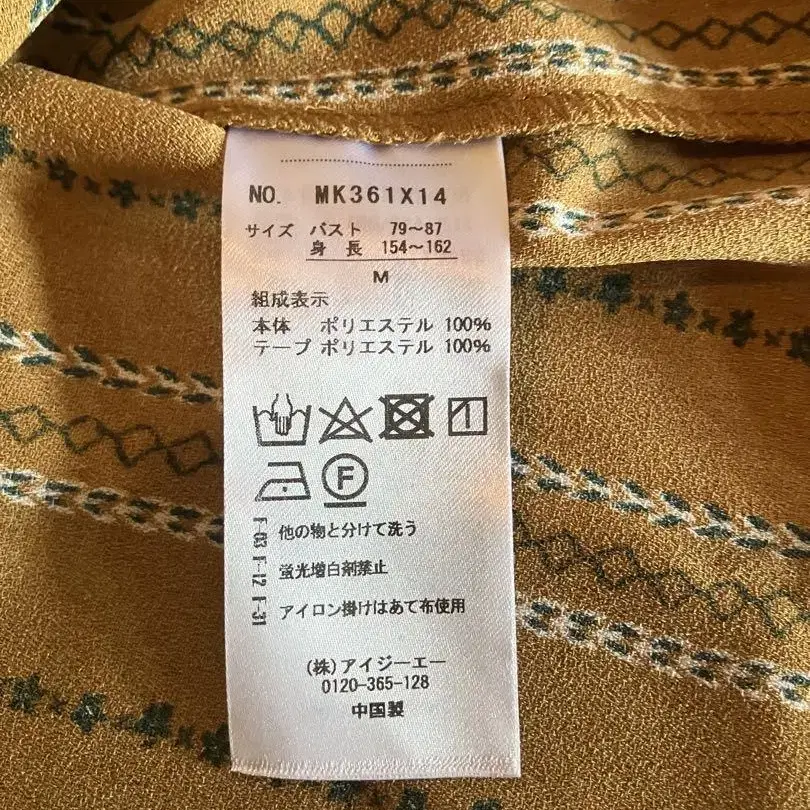 NO. MK361X14
サイズ バスト 79〜87
身長 154〜162
M
組成表示
本体 ポリエステル 100%
テープ ポリエステル 100%
F
他の物と分けて洗う
蛍光増白剤禁止
アイロン掛けはあて布使用
F-03 F-12 F-31
(株)アイジーエー
0120-365-128
中国製